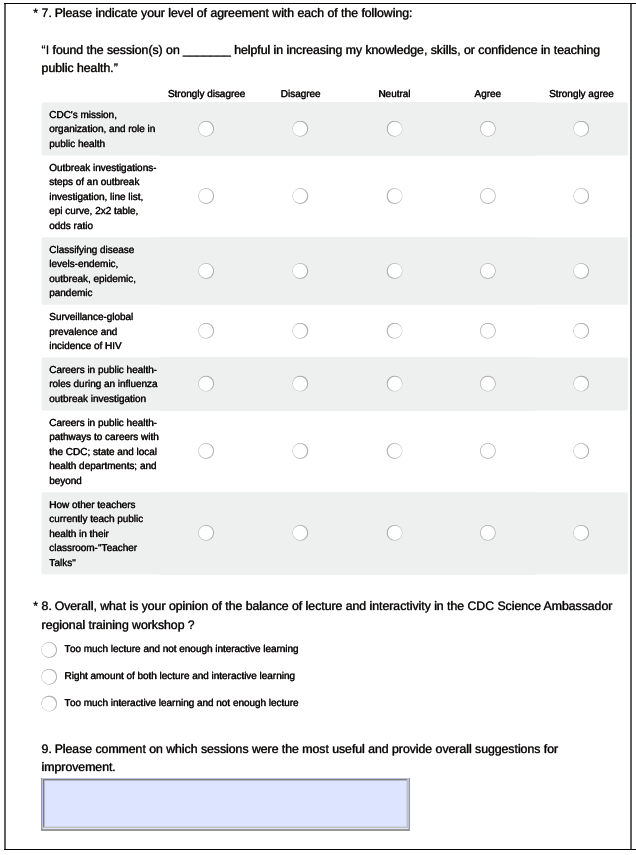 * 7. Please indicate your level of agreement with each of the following:
“I found the session(s) on _______ helpful in increasing my knowledge, skills, or confidence in teaching
public health.”
Strongly disagree Disagree Neutral Agree Strongly agree
CDC's mission,
organization, and role in
public health
Outbreak investigations-
steps of an outbreak
investigation, line list,
epi curve, 2x2 table,
odds ratio
Classifying disease
levels-endemic,
outbreak, epidemic,
pandemic
Surveillance-global
prevalence and
incidence of HIV
Careers in public health-
roles during an influenza
outbreak investigation
Careers in public health-
pathways to careers with
the CDC; state and local
health departments; and
beyond
How other teachers
currently teach public
health in their
classroom-"Teacher
Talks"
* 8. Overall, what is your opinion of the balance of lecture and interactivity in the CDC Science Ambassador
regional training workshop ?
Too much lecture and not enough interactive learning
Right amount of both lecture and interactive learning
Too much interactive learning and not enough lecture
9. Please comment on which sessions were the most useful and provide overall suggestions for
improvement.